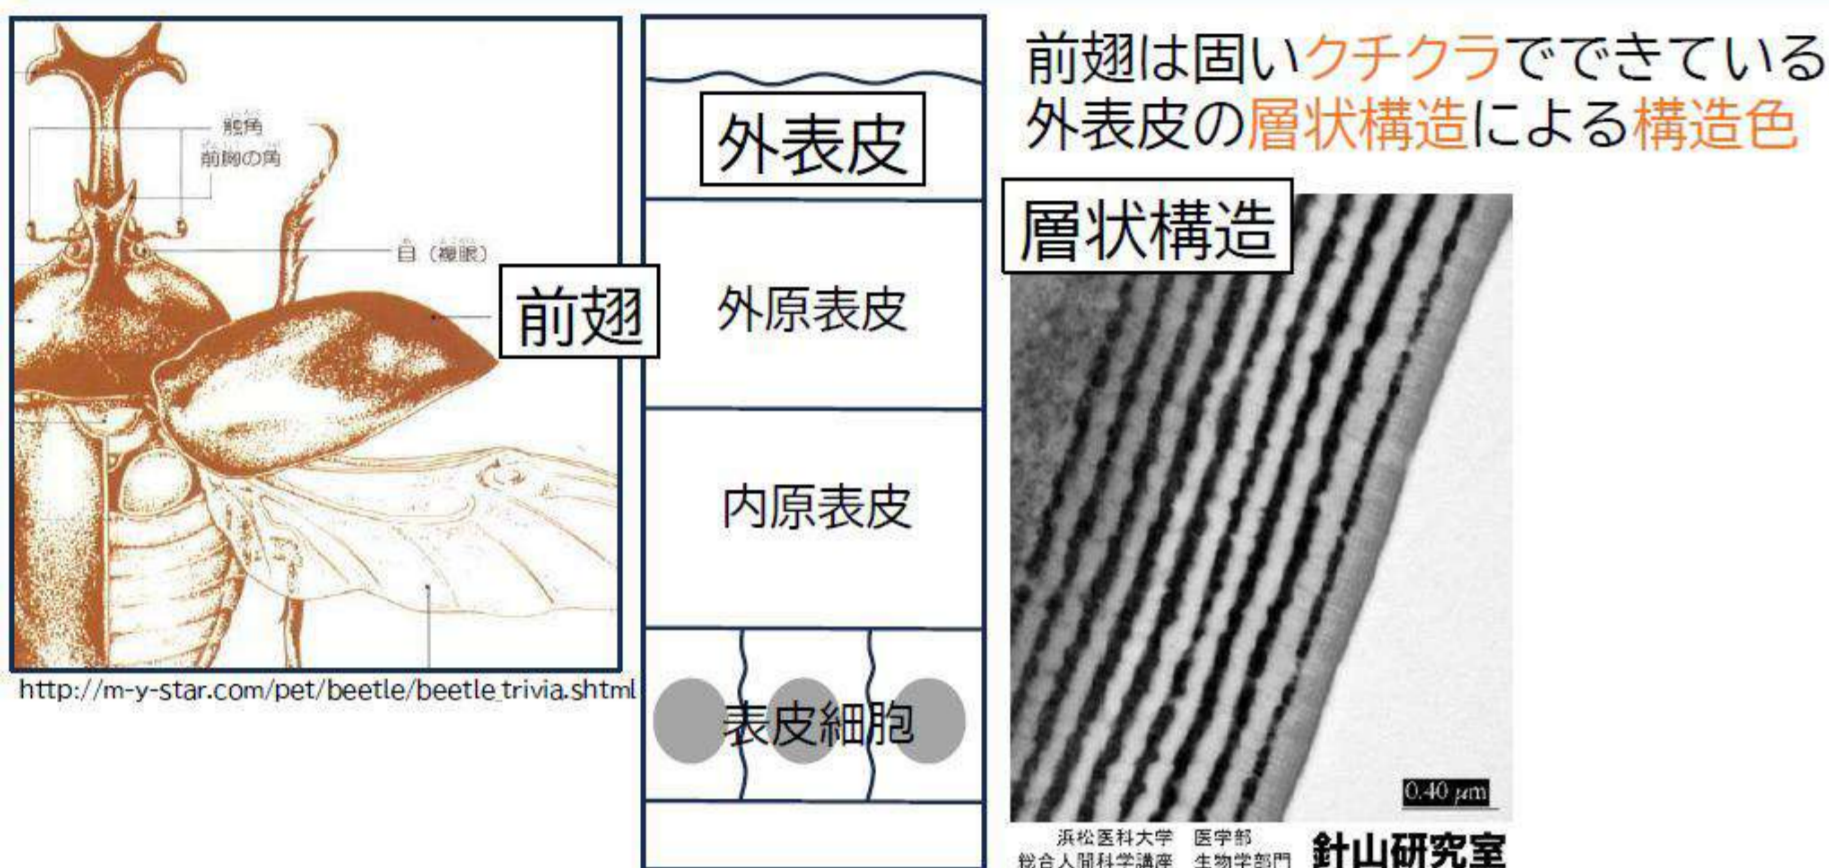 触角
前胸の角
目（複眼）
前翅
http://m-y-star.com/pet/beetle/beetle_trivia.shtml
外表皮
外原表皮
内原表皮
表皮細胞
前翅は固いクチクラでできている
外表皮の層状構造による構造色
層状構造
0.40 μm
浜松医科大学 医学部
総合人間科学講座 生物学部門
針山研究室